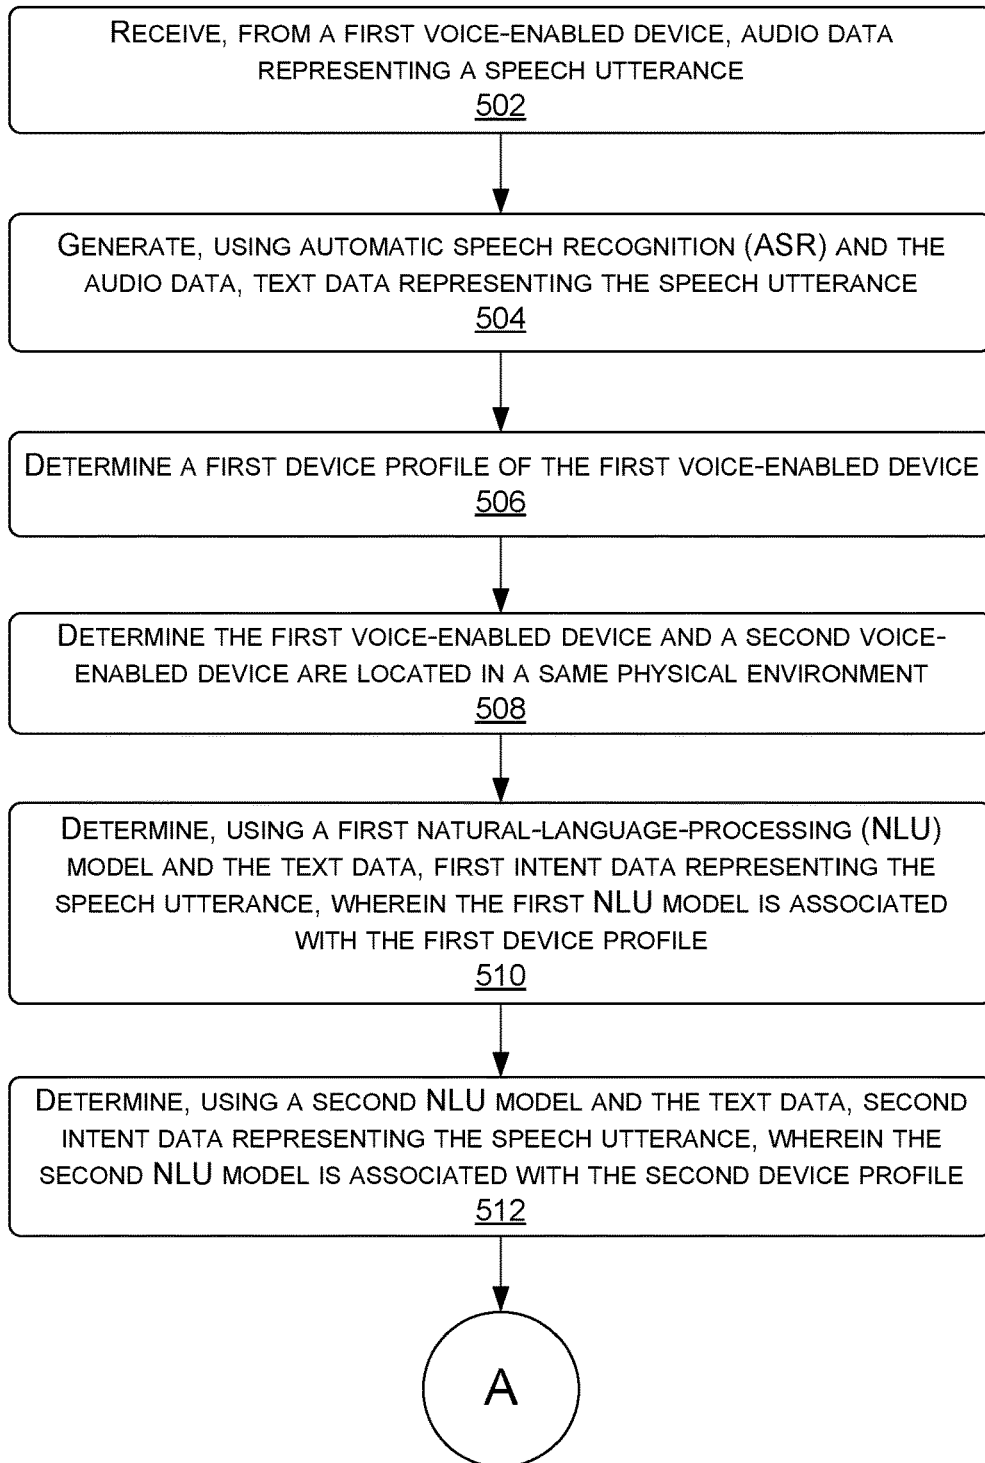 RECEIVE, FROM A FIRST VOICE-ENABLED DEVICE, AUDIO DATA
REPRESENTING A SPEECH UTTERANCE
502
GENERATE, USING AUTOMATIC SPEECH RECOGNITION (ASR) AND THE
AUDIO DATA, TEXT DATA REPRESENTING THE SPEECH UTTERANCE
504
DETERMINE A FIRST DEVICE PROFILE OF THE FIRST VOICE-ENABLED DEVICE
506
DETERMINE THE FIRST VOICE-ENABLED DEVICE AND A SECOND VOICE-
ENABLED DEVICE ARE LOCATED IN A SAME PHYSICAL ENVIRONMENT
508
DETERMINE, USING A FIRST NATURAL-LANGUAGE-PROCESSING (NLU)
MODEL AND THE TEXT DATA, FIRST INTENT DATA REPRESENTING THE
SPEECH UTTERANCE, WHEREIN THE FIRST NLU MODEL IS ASSOCIATED
WITH THE FIRST DEVICE PROFILE
510
DETERMINE, USING A SECOND NLU MODEL AND THE TEXT DATA, SECOND
INTENT DATA REPRESENTING THE SPEECH UTTERANCE, WHEREIN THE
SECOND NLU MODEL IS ASSOCIATED WITH THE SECOND DEVICE PROFILE
512
A